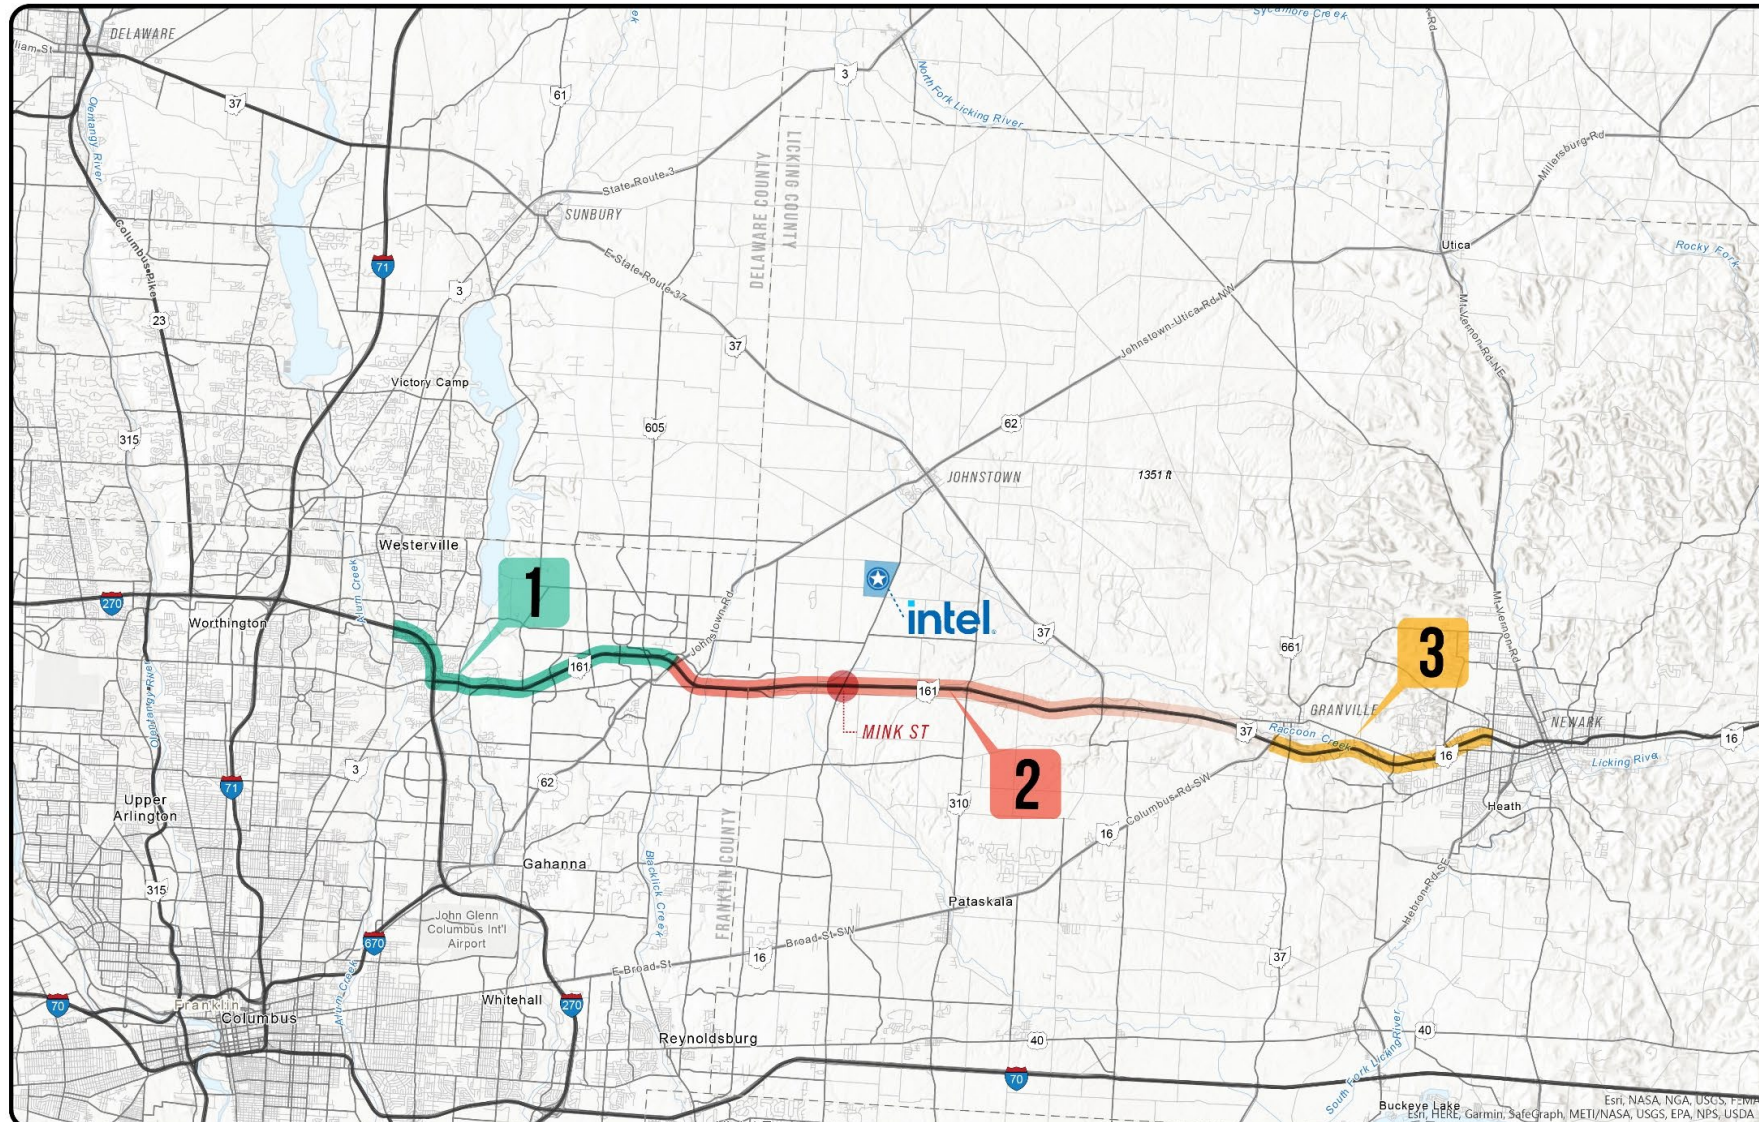 Sycamore Creek
DELAWARE
37
61
3
North Fork Licking River
Olentangy River
DELAWARE COUNTY
LICKING COUNTY
Millersburg-Rd
State-Route-3
SUNBURY
Columbus-Pike
Utica
Rocky Fork
71
E-State-Route-37
3
23
Johnstown-Utica-Rd-NW
Mt-Vernon-Rd-NE
37
Victory Camp
315
605
62
JOHNSTOWN
1351 ft
Westerville
1
Alum Creek
270
Worthington
intel
Johnstown-Rd
37
661
3
Mt-Vernon-Rd
161
161
GRANVILLE
MINK ST
37
Raccoon Creek
NEWARK
16
16
Licking Rive
Olentangy River
2
71
3
62
Upper
Arlington
310
Columbus-Rd-SW
16
Heath
FRANKLIN COUNTY
Gahanna
Blacklick Creek
315
Pataskala
Hebron-Rd-SE
John Glenn
Columbus Int'l
Airport
670
Broad-St-SW
16
E-Broad-St
37
Alum Creek
70
Franklin
Columbus
Whitehall
270
Reynoldsburg
40
40
70
South Fork Licking River
Buckeye Lake
Esri, NASA, NGA, USGS, FEMA
Esri, HERE, Garmin, SafeGraph, METI/NASA, USGS, EPA, NPS, USDA